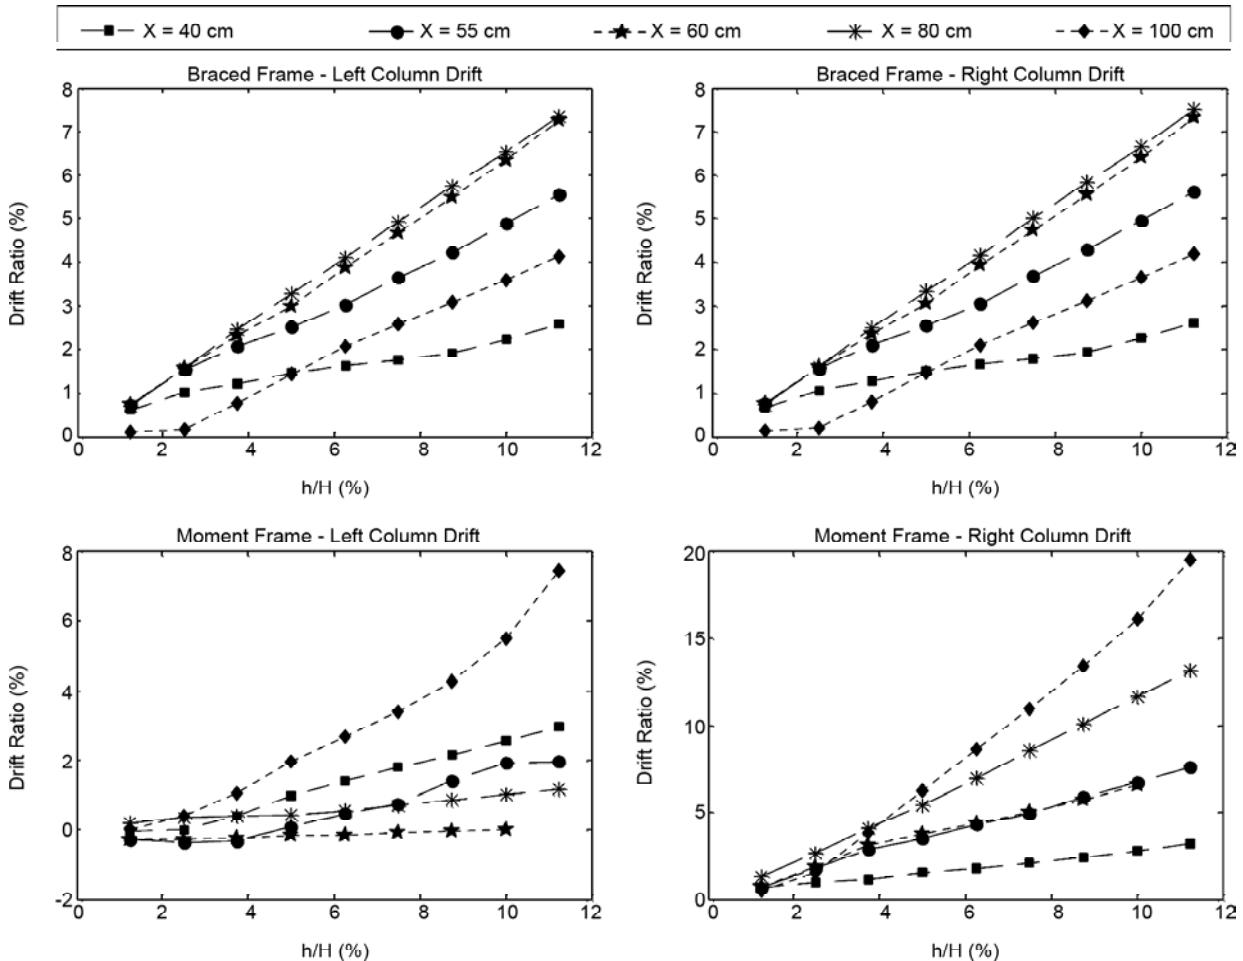 X = 40 cm X = 55 cm X = 60 cm X = 80 cm X = 100 cm
Braced Frame - Left Column Drift
8
7
6
5
4
3
2
1
0
Drift Ratio (%)
0 2 4 6 8 10 12
h/H (%)
Braced Frame - Right Column Drift
8
7
6
5
4
3
2
1
0
Drift Ratio (%)
0 2 4 6 8 10 12
h/H (%)
Moment Frame - Left Column Drift
8
6
4
2
0
-2
Drift Ratio (%)
0 2 4 6 8 10 12
h/H (%)
Moment Frame - Right Column Drift
20
15
10
5
0
Drift Ratio (%)
0 2 4 6 8 10 12
h/H (%)